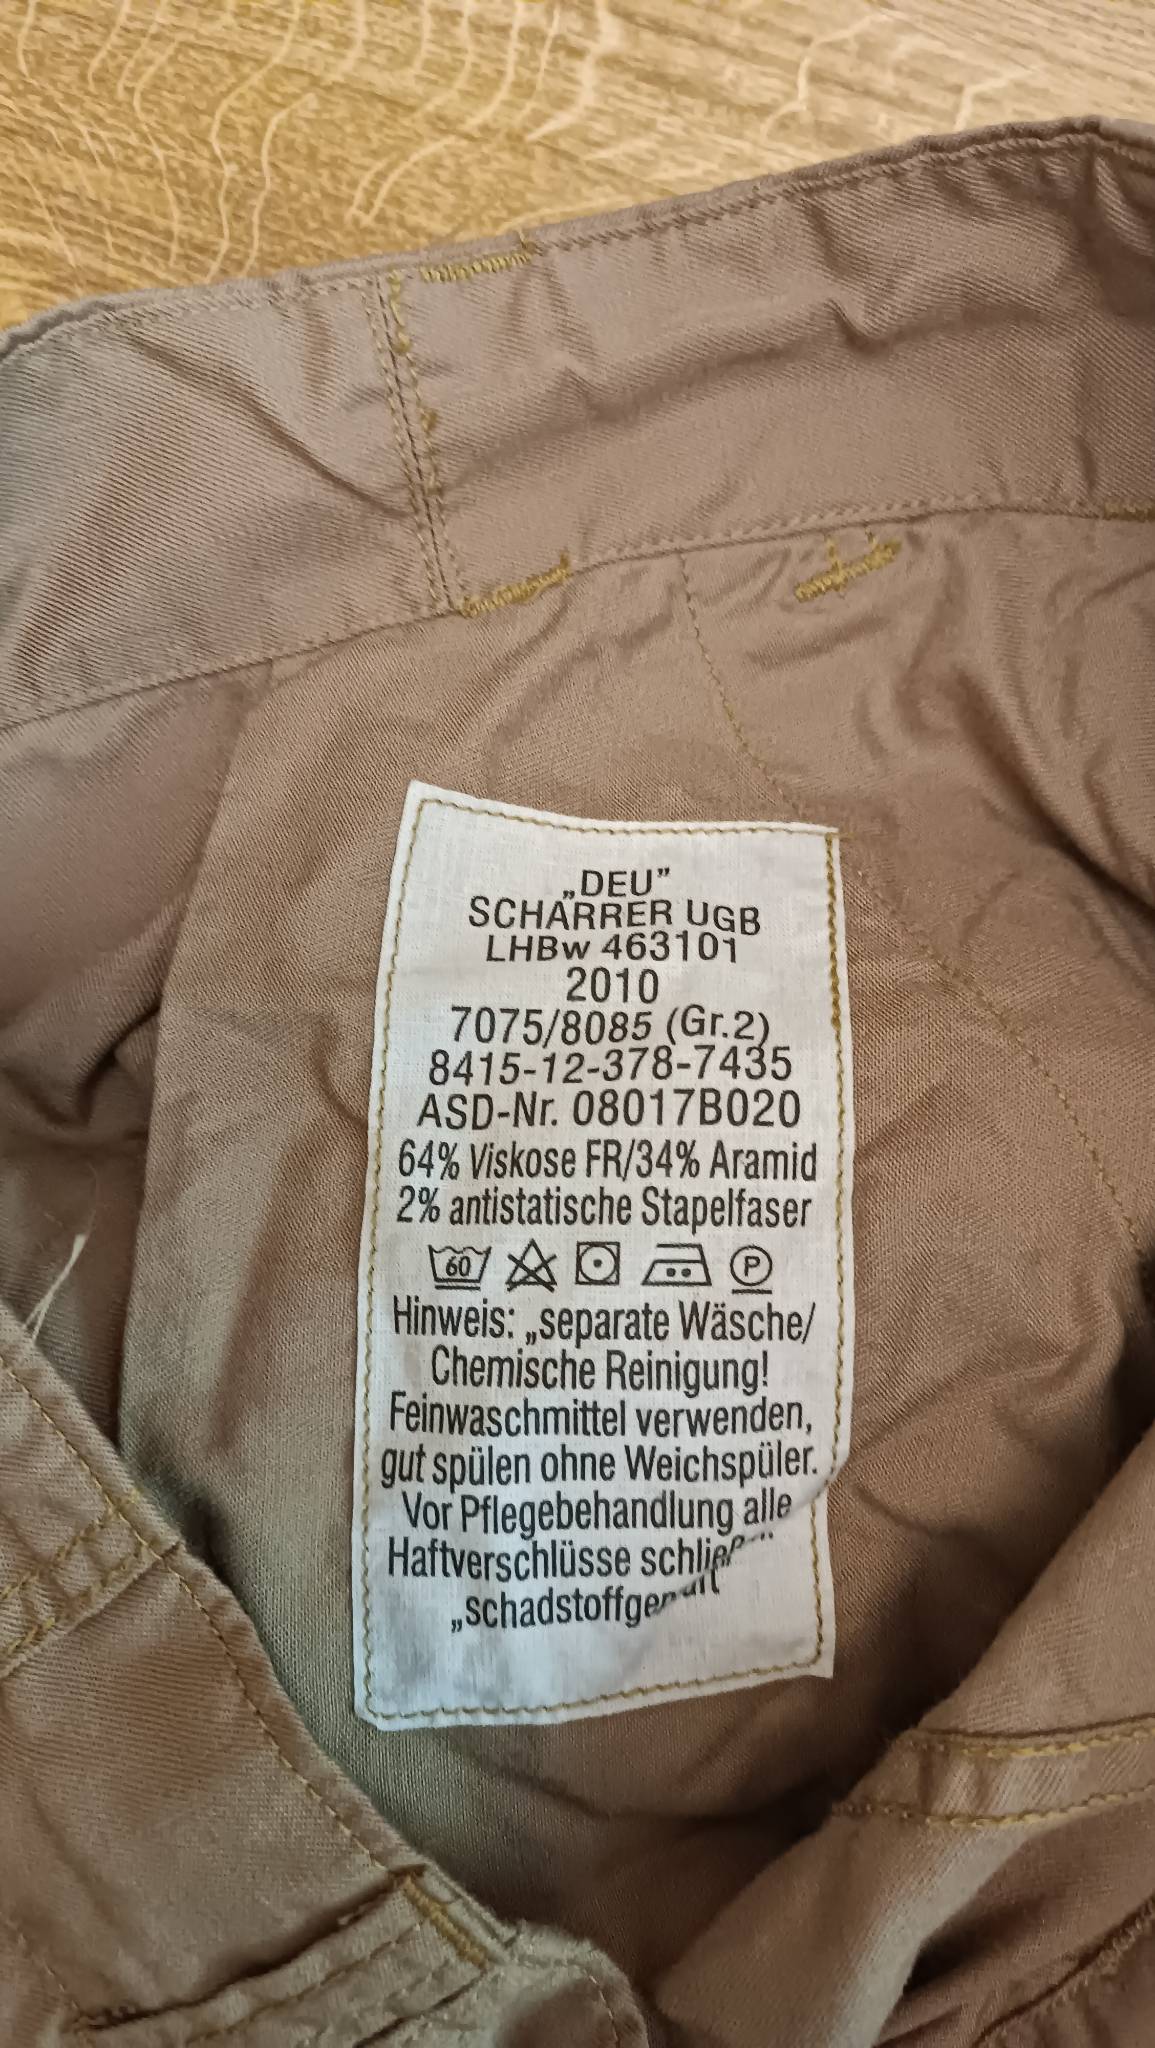 „DEU”
SCHARRER UGB
LHBw 463101
2010
7075/8085 (Gr.2)
8415-12-378-7435
ASD-Nr. 08017B020
64% Viskose FR/34% Aramid
2% antistatische Stapelfaser
60 P
Hinweis: „separate Wäsche/
Chemische Reinigung!
Feinwaschmittel verwenden,
gut spülen ohne Weichspüler.
Vor Pflegebehandlung alle
Haftverschlüsse